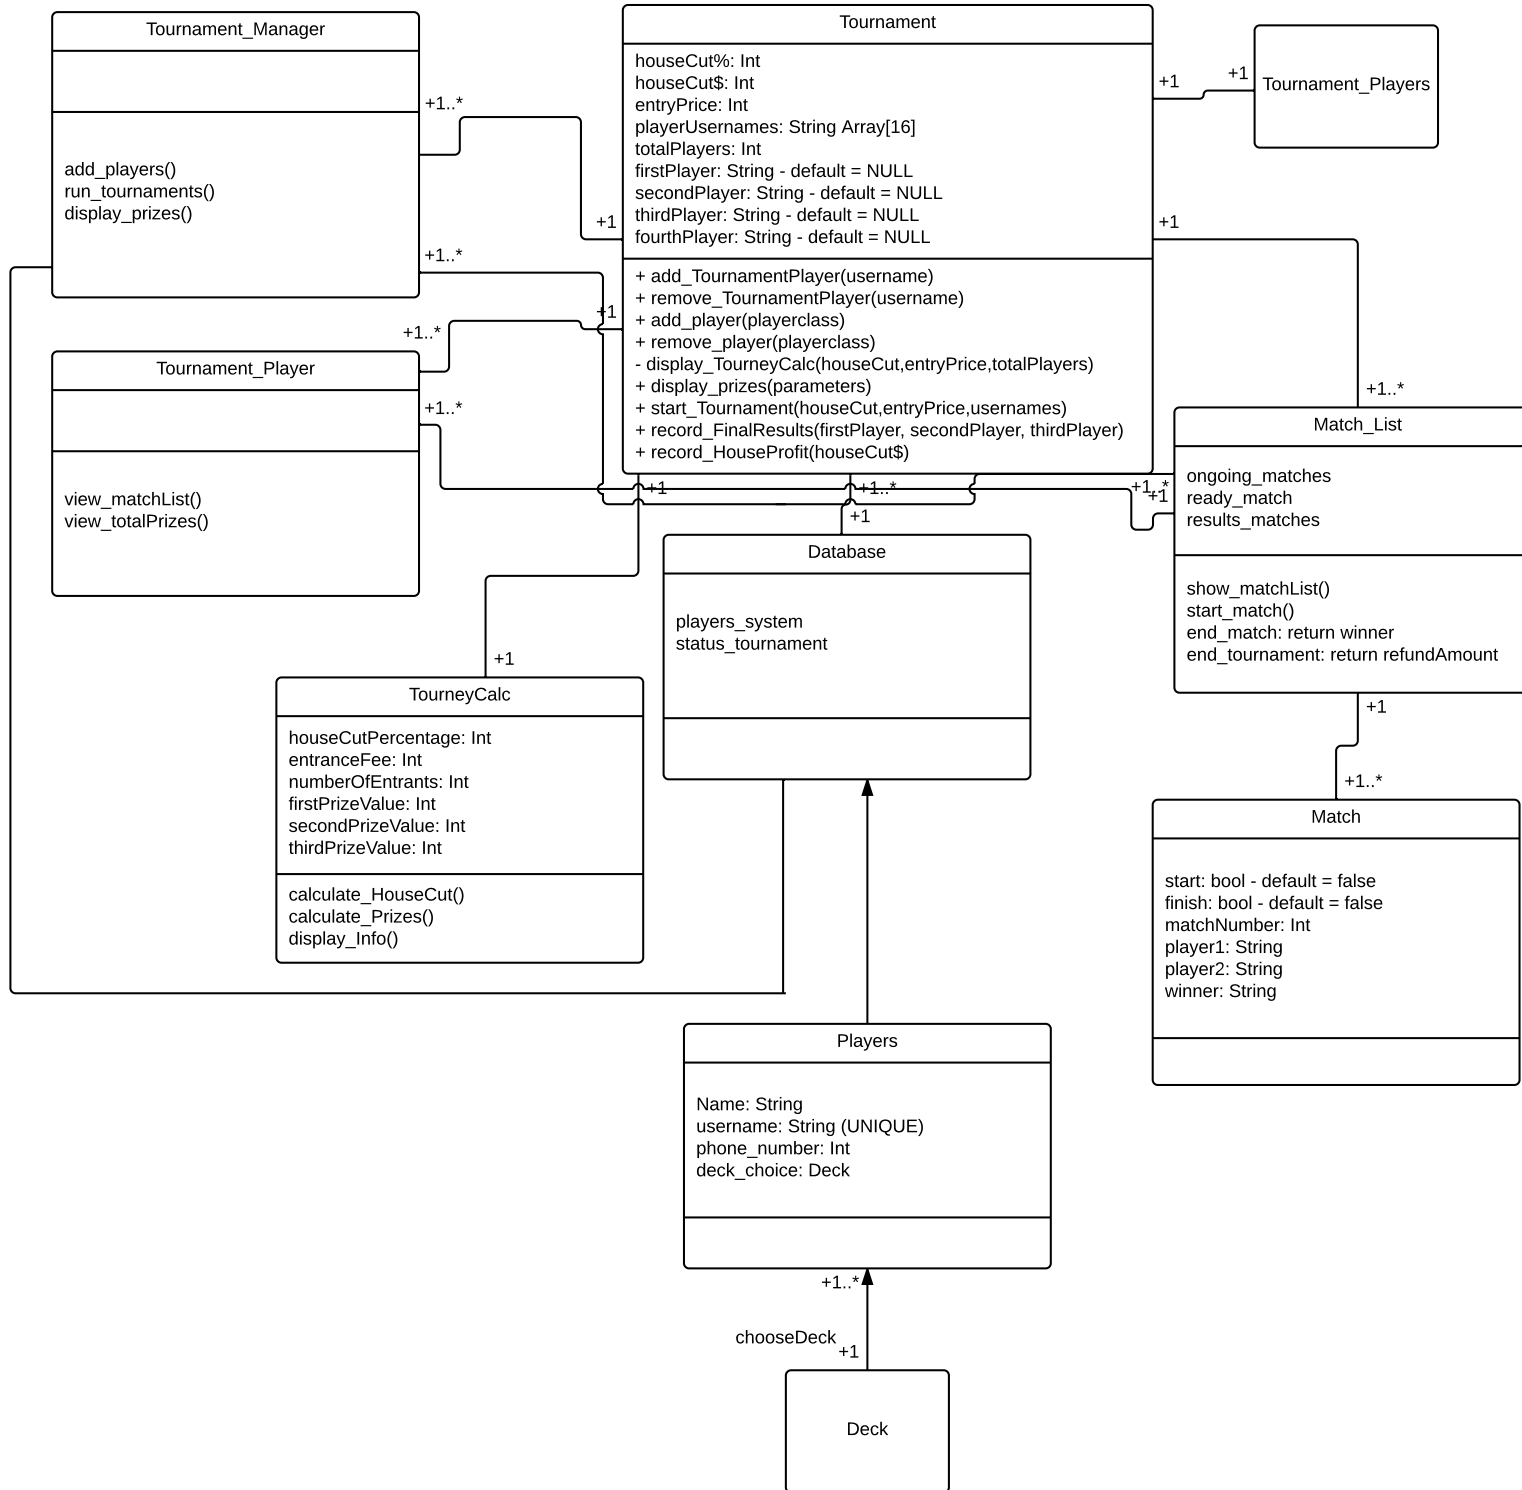 Tournament_Manager
add_players()
run_tournaments()
display_prizes()
+1..*
+1..*
Tournament
houseCut%: Int
houseCut$: Int
entryPrice: Int
playerUsernames: String Array[16]
totalPlayers: Int
firstPlayer: String - default = NULL
secondPlayer: String - default = NULL
thirdPlayer: String - default = NULL
fourthPlayer: String - default = NULL
+ add_TournamentPlayer(username)
+ remove_TournamentPlayer(username)
+ add_player(playerclass)
+ remove_player(playerclass)
- display_TourneyCalc(houseCut,entryPrice,totalPlayers)
+ display_prizes(parameters)
+ start_Tournament(houseCut,entryPrice,usernames)
+ record_FinalResults(firstPlayer, secondPlayer, thirdPlayer)
+ record_HouseProfit(houseCut$)
+1
+1
+1
+1
Tournament_Players
+1
+1..*
+1..*
Tournament_Player
view_matchList()
view_totalPrizes()
+1..*
+1
+1..*
+1
+1..*
+1
Match_List
ongoing_matches
ready_match
results_matches
show_matchList()
start_match()
end_match: return winner
end_tournament: return refundAmount
+1
+1..*
Database
players_system
status_tournament
+1
TourneyCalc
houseCutPercentage: Int
entranceFee: Int
numberOfEntrants: Int
firstPrizeValue: Int
secondPrizeValue: Int
thirdPrizeValue: Int
calculate_HouseCut()
calculate_Prizes()
display_Info()
Match
start: bool - default = false
finish: bool - default = false
matchNumber: Int
player1: String
player2: String
winner: String
Players
Name: String
username: String (UNIQUE)
phone_number: Int
deck_choice: Deck
+1..*
chooseDeck
+1
Deck